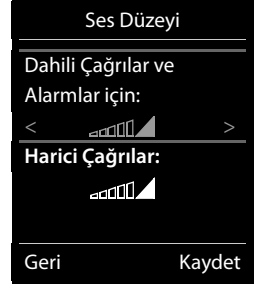 Ses Düzeyi
Dahili Çağrılar ve
Alarmlar için:
< >
Harici Çağrılar:
Geri Kaydet